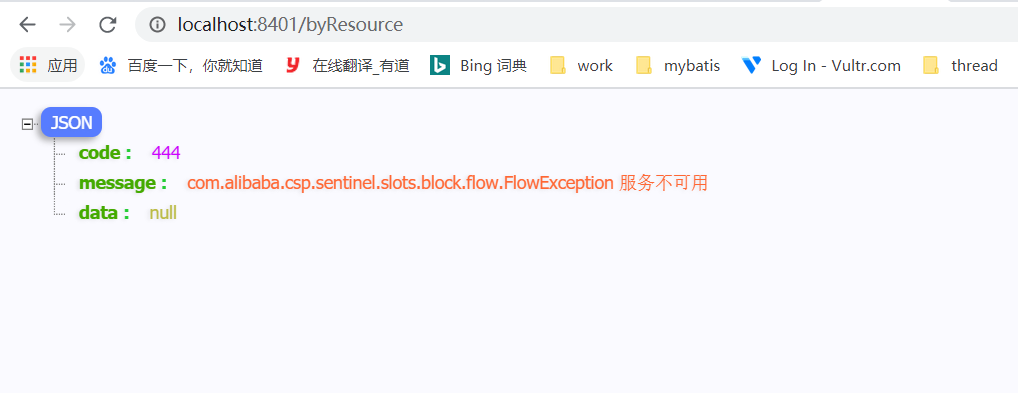 localhost:8401/byResource
应用 百度一下，你就知道 在线翻译_有道 Bing 词典 work mybatis Log In - Vultr.com thread
JSON
code : 444
message : com.alibaba.csp.sentinel.slots.block.flow.FlowException 服务不可用
data : null